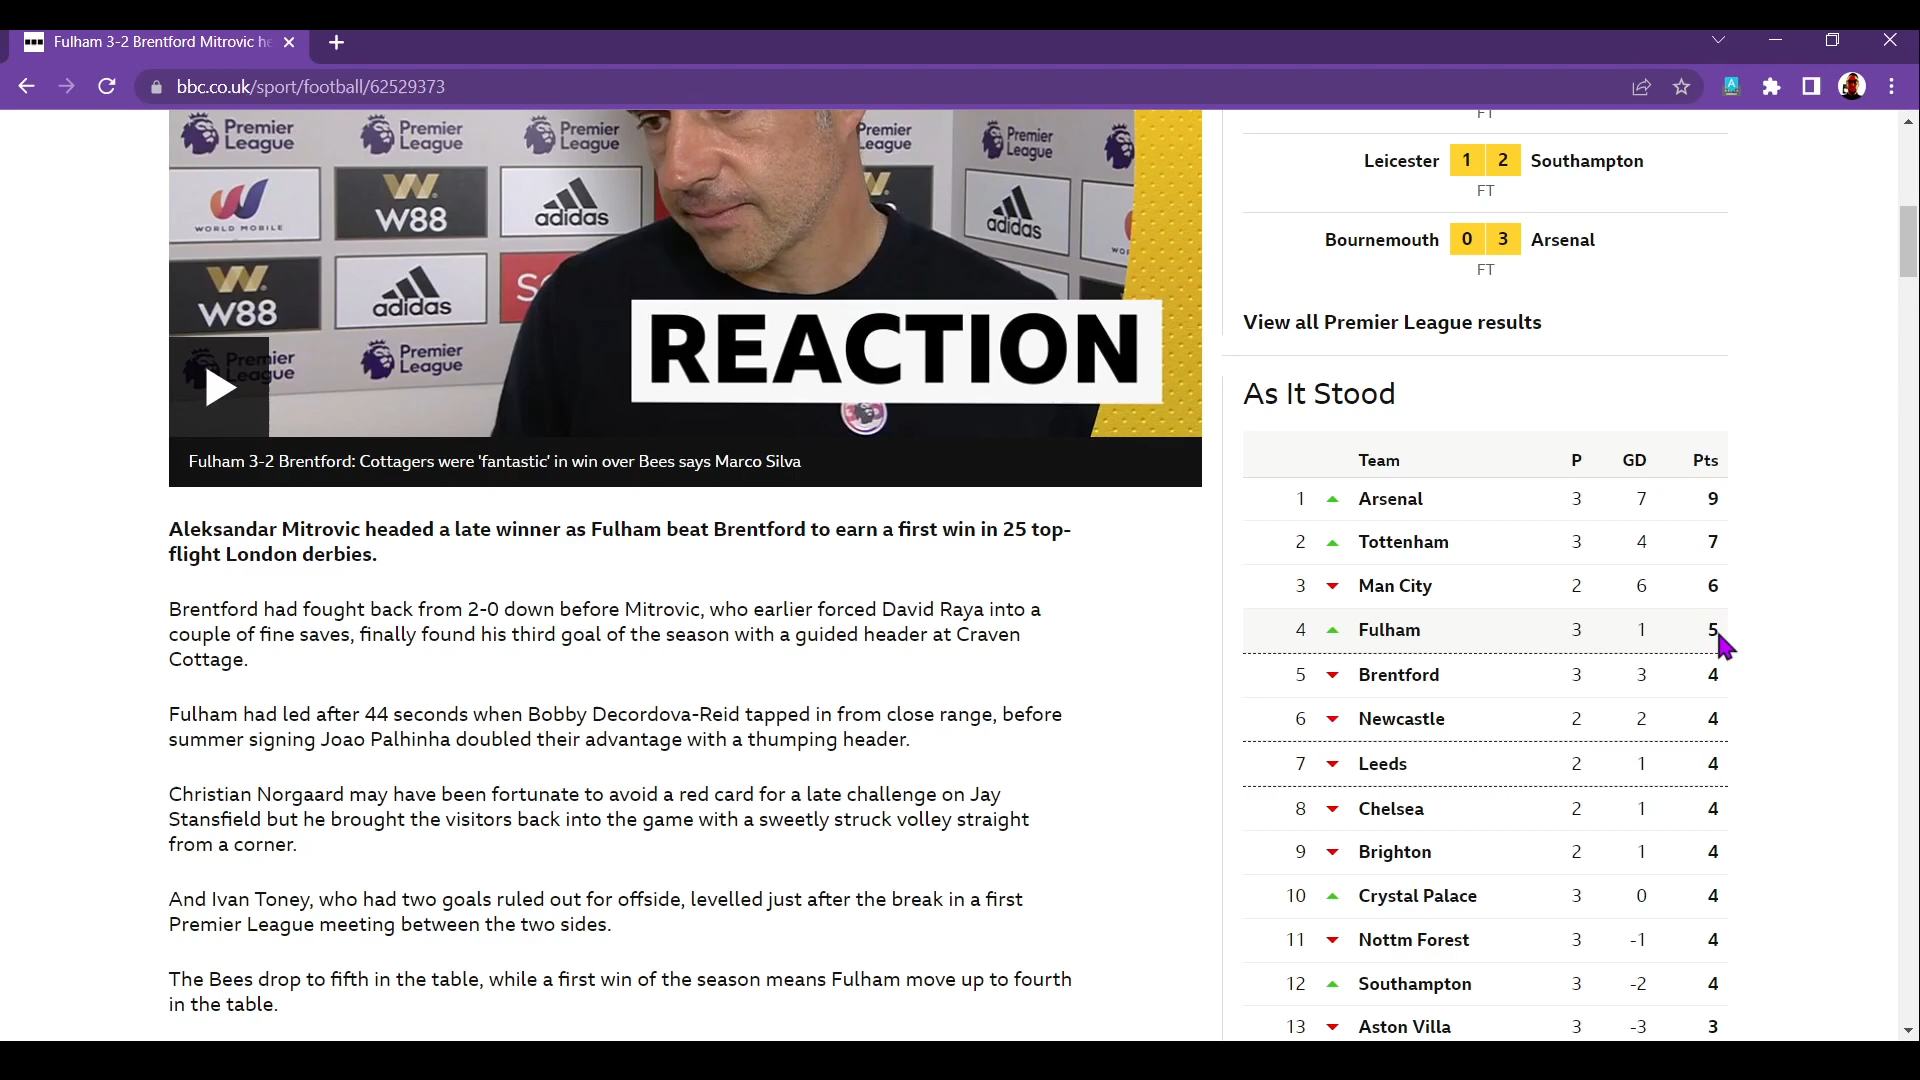 Fulham 3-2 Brentford Mitrovic he
bbc.co.uk/sport/football/62529373
Premier League
Premier League
Premier League
Premier League
Premier League
WORLD MOBILE
W88
adidas
adidas
W88
adidas
Premier League
Premier League
REACTION
Fulham 3-2 Brentford: Cottagers were 'fantastic' in win over Bees says Marco Silva
Aleksandar Mitrovic headed a late winner as Fulham beat Brentford to earn a first win in 25 top-
flight London derbies.
Brentford had fought back from 2-0 down before Mitrovic, who earlier forced David Raya into a
couple of fine saves, finally found his third goal of the season with a guided header at Craven
Cottage.
Fulham had led after 44 seconds when Bobby Decordova-Reid tapped in from close range, before
summer signing Joao Palhinha doubled their advantage with a thumping header.
Christian Norgaard may have been fortunate to avoid a red card for a late challenge on Jay
Stansfield but he brought the visitors back into the game with a sweetly struck volley straight
from a corner.
And Ivan Toney, who had two goals ruled out for offside, levelled just after the break in a first
Premier League meeting between the two sides.
The Bees drop to fifth in the table, while a first win of the season means Fulham move up to fourth
in the table.
FT
Leicester 1 2 Southampton
FT
Bournemouth 0 3 Arsenal
FT
View all Premier League results
As It Stood
Team P GD Pts
1 Arsenal 3 7 9
2 Tottenham 3 4 7
3 Man City 2 6 6
4 Fulham 3 1 5
5 Brentford 3 3 4
6 Newcastle 2 2 4
7 Leeds 2 1 4
8 Chelsea 2 1 4
9 Brighton 2 1 4
10 Crystal Palace 3 0 4
11 Nottm Forest 3 -1 4
12 Southampton 3 -2 4
13 Aston Villa 3 -3 3